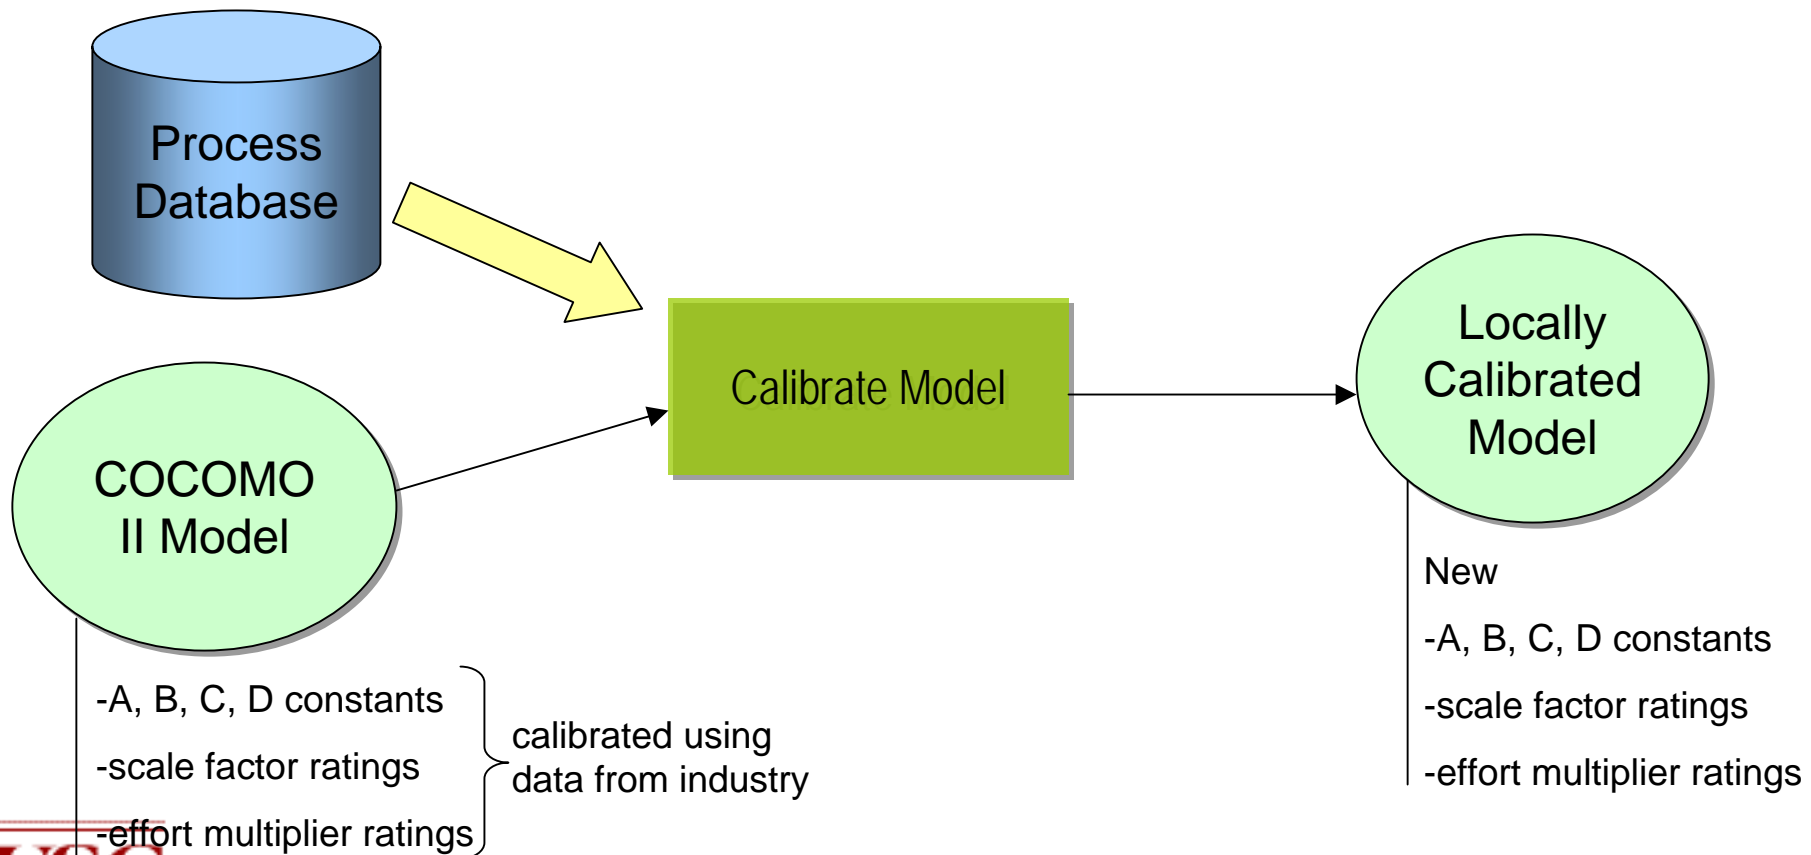 Process
Database
Calibrate Model
Locally
Calibrated
Model
COCOMO
II Model
New
-A, B, C, D constants
-scale factor ratings
-effort multiplier ratings
-A, B, C, D constants
-scale factor ratings
-effort multiplier ratings
calibrated using
data from industry